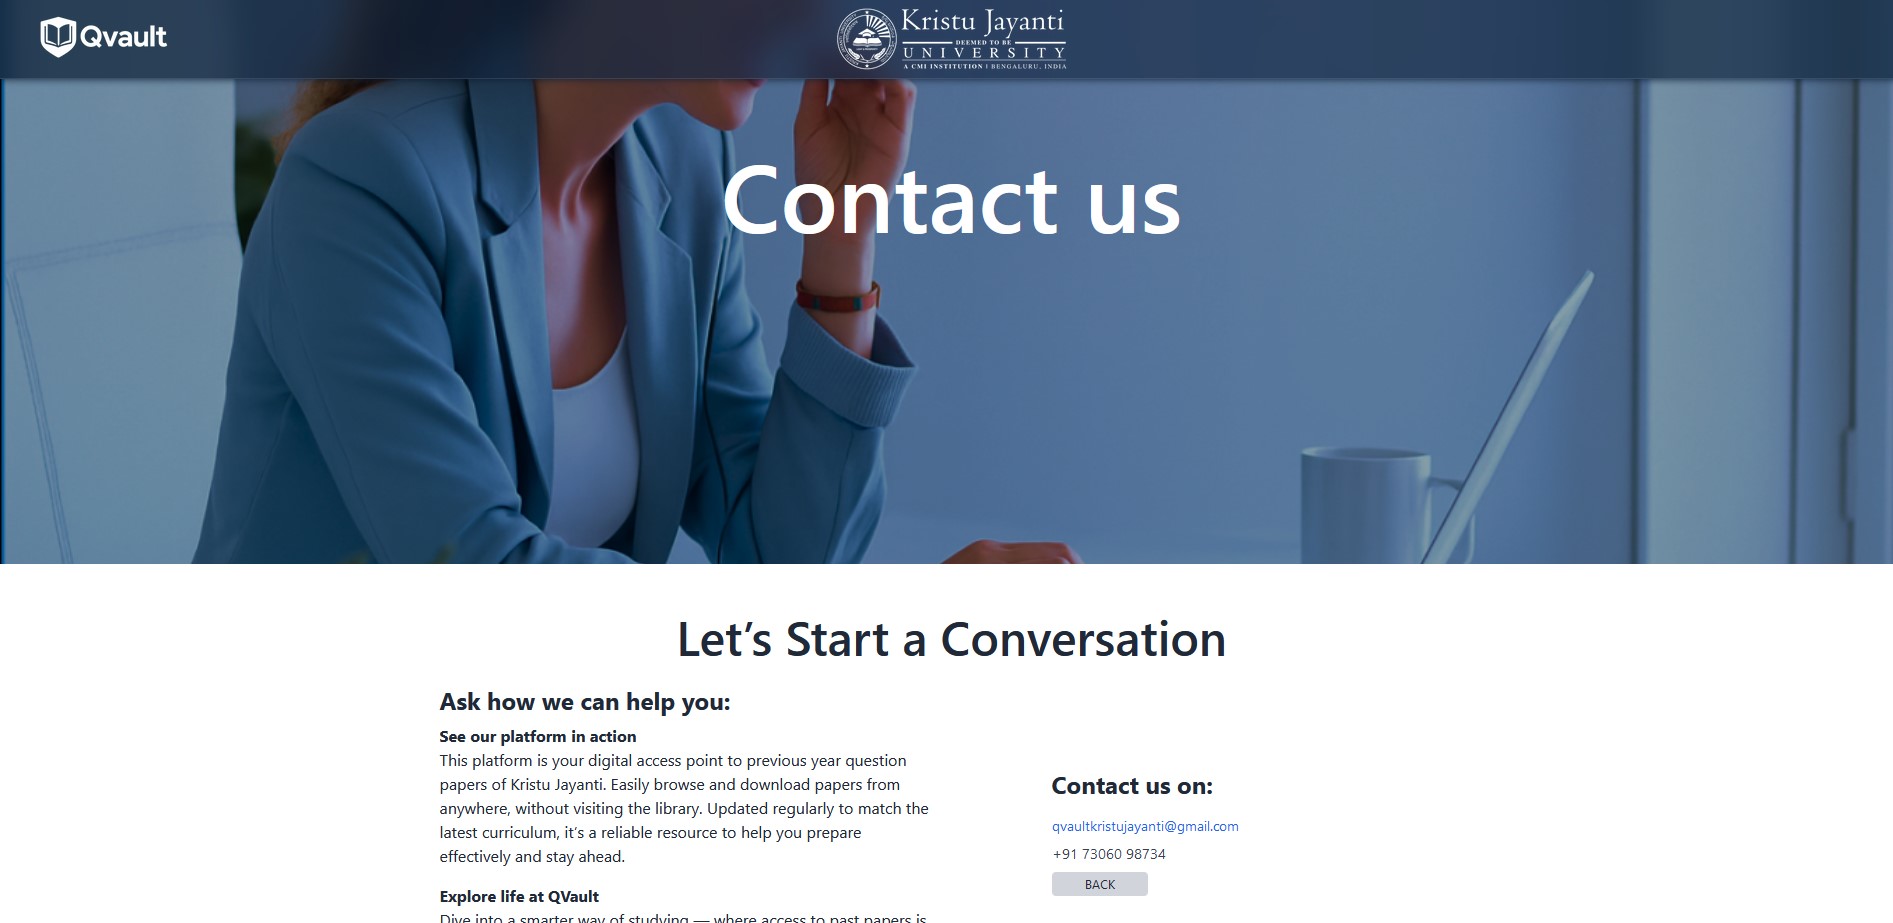 Qvault
Kristu Jayanti
DEEMED TO BE
UNIVERSITY
A CMI INSTITUTION | BENGALURU, INDIA
Contact us
Let’s Start a Conversation
Ask how we can help you:
See our platform in action
This platform is your digital access point to previous year question
papers of Kristu Jayanti. Easily browse and download papers from
anywhere, without visiting the library. Updated regularly to match the
latest curriculum, it’s a reliable resource to help you prepare
effectively and stay ahead.
Explore life at QVault
Dive into a smarter way of studying — where access to past papers is
Contact us on:
qvaultkristujayanti@gmail.com
+91 73060 98734
BACK